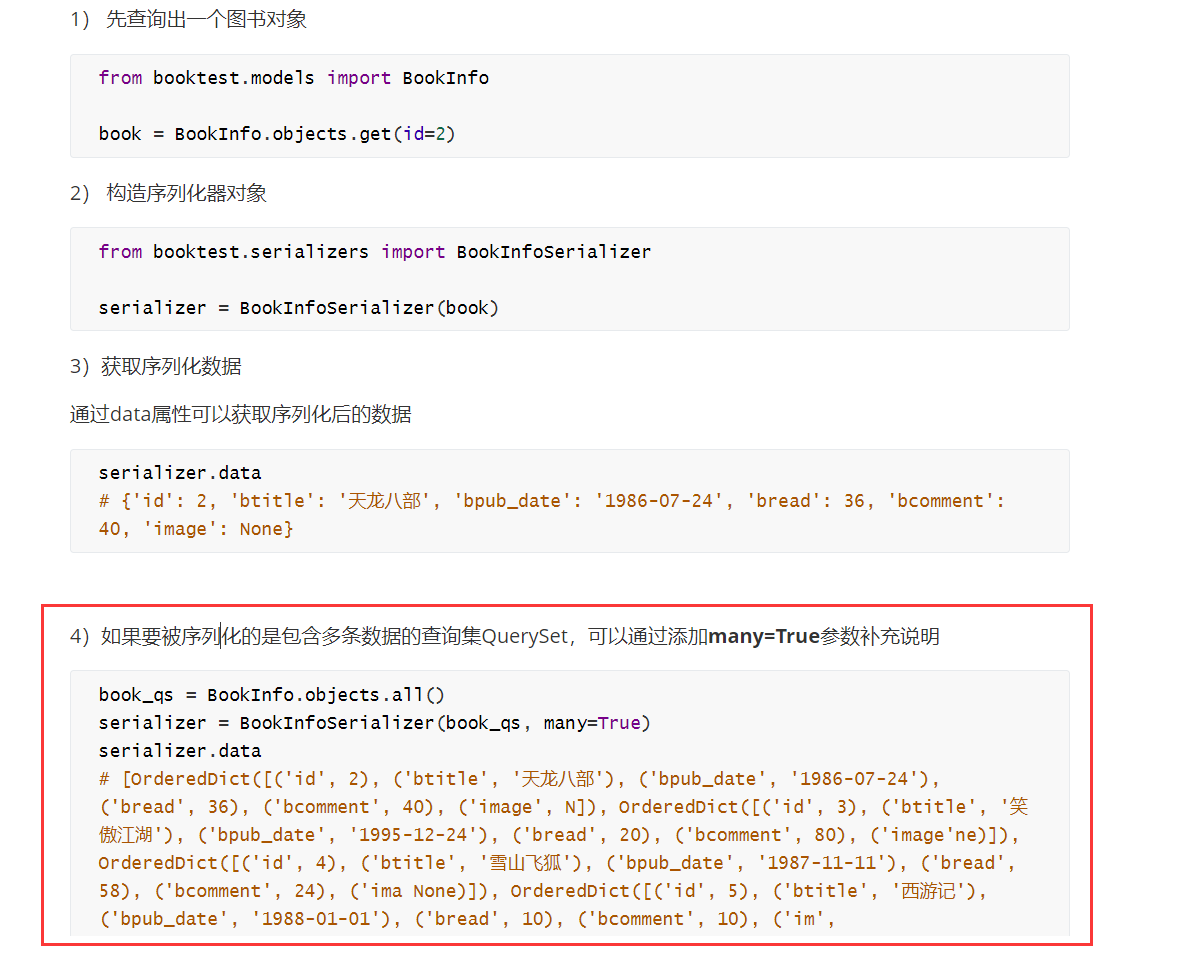 1） 先查询出一个图书对象
from booktest.models import BookInfo
book = BookInfo.objects.get(id=2)
2） 构造序列化器对象
from booktest.serializers import BookInfoSerializer
serializer = BookInfoSerializer(book)
3）获取序列化数据
通过data属性可以获取序列化后的数据
serializer.data
# {'id': 2, 'btitle': '天龙八部', 'bpub_date': '1986-07-24', 'bread': 36, 'bcomment':
40, 'image': None}
4）如果要被序列化的是包含多条数据的查询集QuerySet，可以通过添加many=True参数补充说明
book_qs = BookInfo.objects.all()
serializer = BookInfoSerializer(book_qs, many=True)
serializer.data
# [OrderedDict([('id', 2), ('btitle', '天龙八部'), ('bpub_date', '1986-07-24'),
('bread', 36), ('bcomment', 40), ('image', N]), OrderedDict([('id', 3), ('btitle', '笑
傲江湖'), ('bpub_date', '1995-12-24'), ('bread', 20), ('bcomment', 80), ('image'ne)]),
OrderedDict([('id', 4), ('btitle', '雪山飞狐'), ('bpub_date', '1987-11-11'), ('bread',
58), ('bcomment', 24), ('ima None)]), OrderedDict([('id', 5), ('btitle', '西游记'),
('bpub_date', '1988-01-01'), ('bread', 10), ('bcomment', 10), ('im',